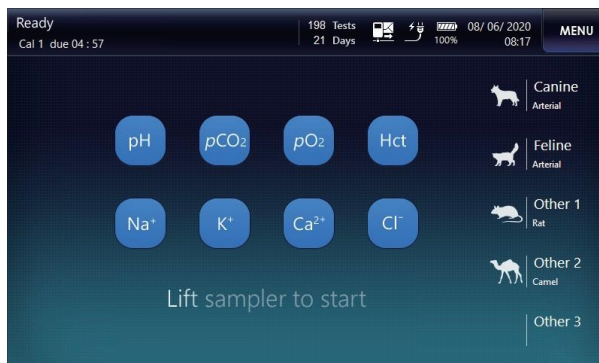 Ready
Cal 1 due 04 : 57
198 Tests
21 Days
100%
08/ 06/ 2020
08:17
MENU
pH
pCO₂
pO₂
Hct
Na⁺
K⁺
Ca²⁺
Cl⁻
Lift sampler to start
Canine
Arterial
Feline
Arterial
Other 1
Rat
Other 2
Camel
Other 3